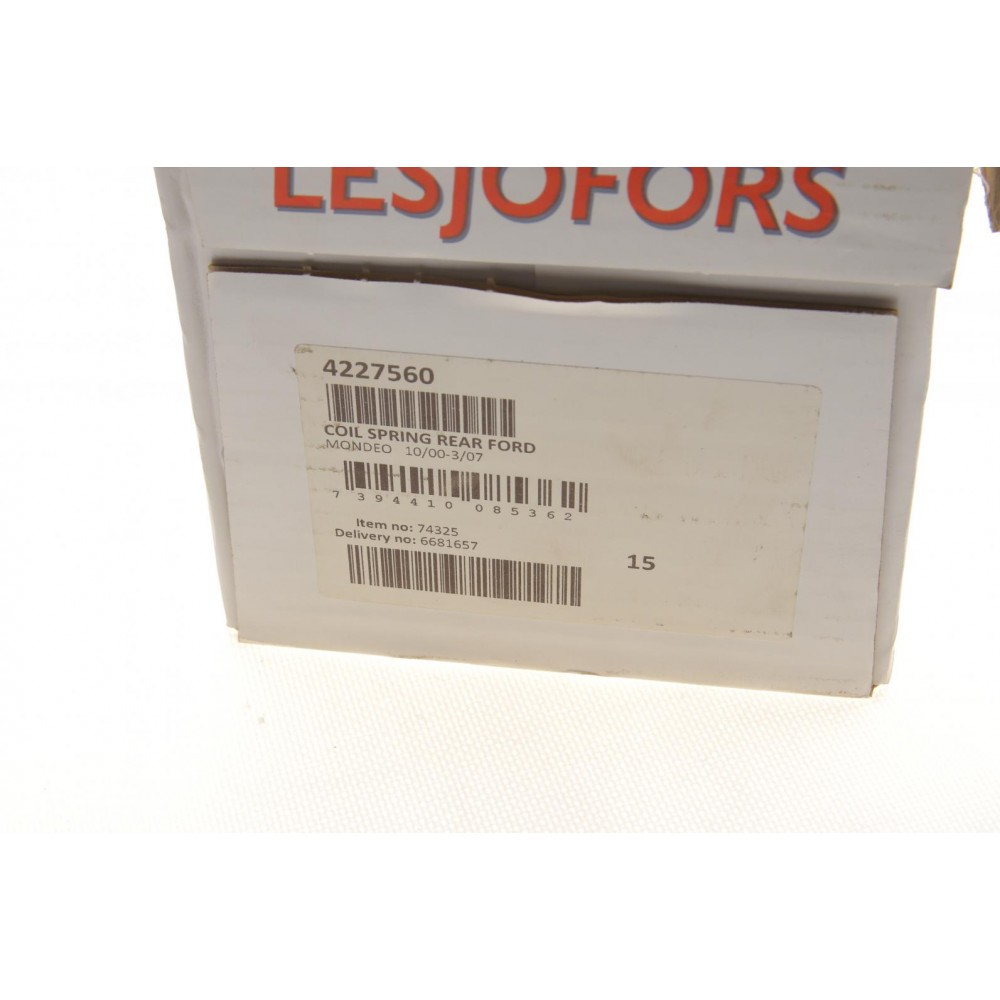 LESJÖFORS
4227560
COIL SPRING REAR FORD
MONDEO 10/00-3/07
7 394410 085362
Item no: 74325
Delivery no: 6681657
15